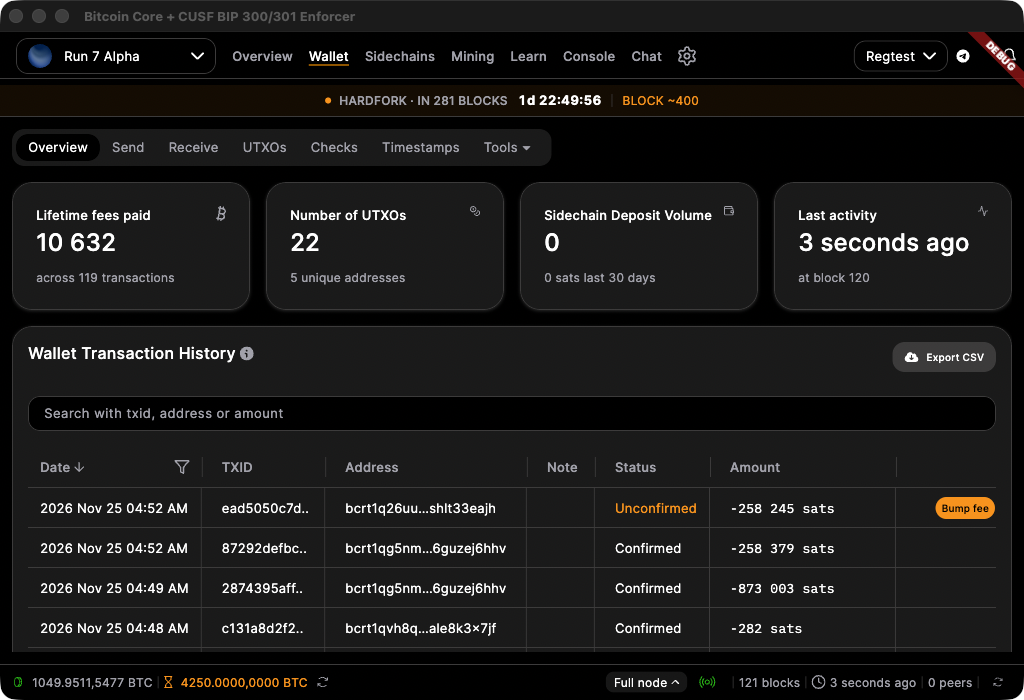 Bitcoin Core + CUSF BIP 300/301 Enforcer
Run 7 Alpha
Overview
Wallet
Sidechains
Mining
Learn
Console
Chat
Regtest
DEBUG
HARDFORK · IN 281 BLOCKS 1d 22:49:56 BLOCK ~400
Overview
Send
Receive
UTXOs
Checks
Timestamps
Tools
Lifetime fees paid
10 632
across 119 transactions
Number of UTXOs
22
5 unique addresses
Sidechain Deposit Volume
0
0 sats last 30 days
Last activity
3 seconds ago
at block 120
Wallet Transaction History
Export CSV
Search with txid, address or amount
Date TXID Address Note Status Amount
2026 Nov 25 04:52 AM ead5050c7d.. bcrt1q26uu...shlt33eajh Unconfirmed -258 245 sats Bump fee
2026 Nov 25 04:52 AM 87292defbc.. bcrt1qg5nm...6guzej6hhv Confirmed -258 379 sats
2026 Nov 25 04:49 AM 2874395aff.. bcrt1qg5nm...6guzej6hhv Confirmed -873 003 sats
2026 Nov 25 04:48 AM c131a8d2f2.. bcrt1qvh8q...ale8k3×7jf Confirmed -282 sats
1049.9511,5477 BTC 4250.0000,0000 BTC Full node 121 blocks 3 seconds ago 0 peers